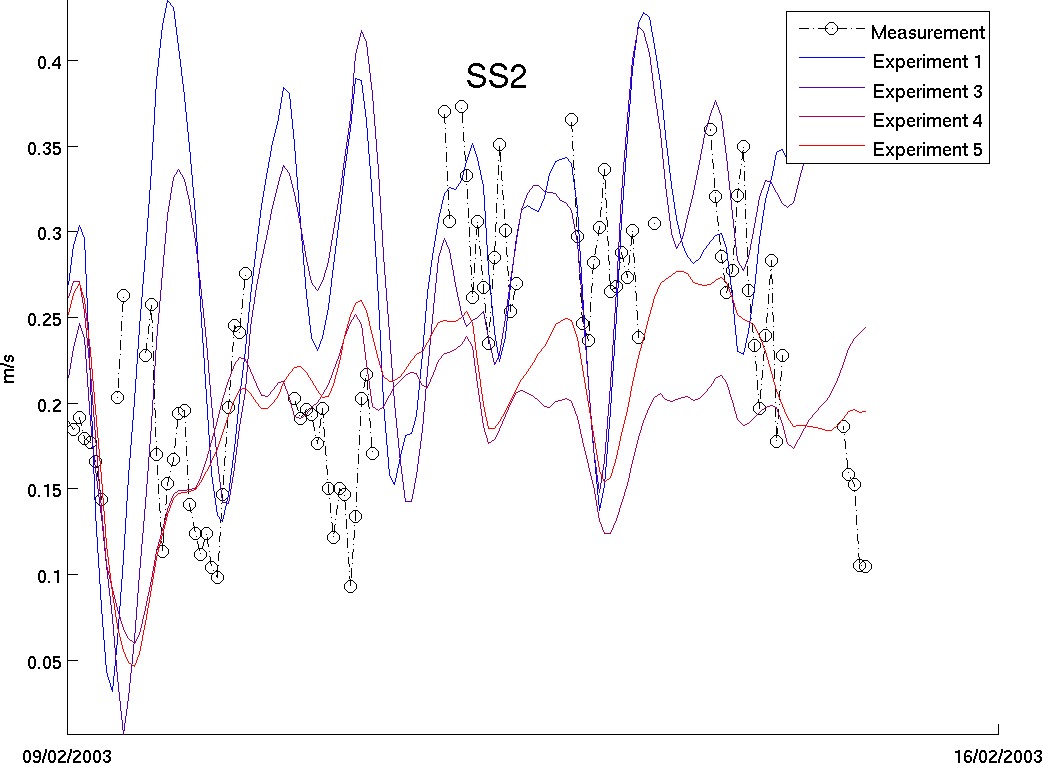 SS2
Measurement
Experiment 1
Experiment 3
Experiment 4
Experiment 5
0.4
0.35
0.3
0.25
0.2
0.15
0.1
0.05
m/s
09/02/2003
16/02/2003